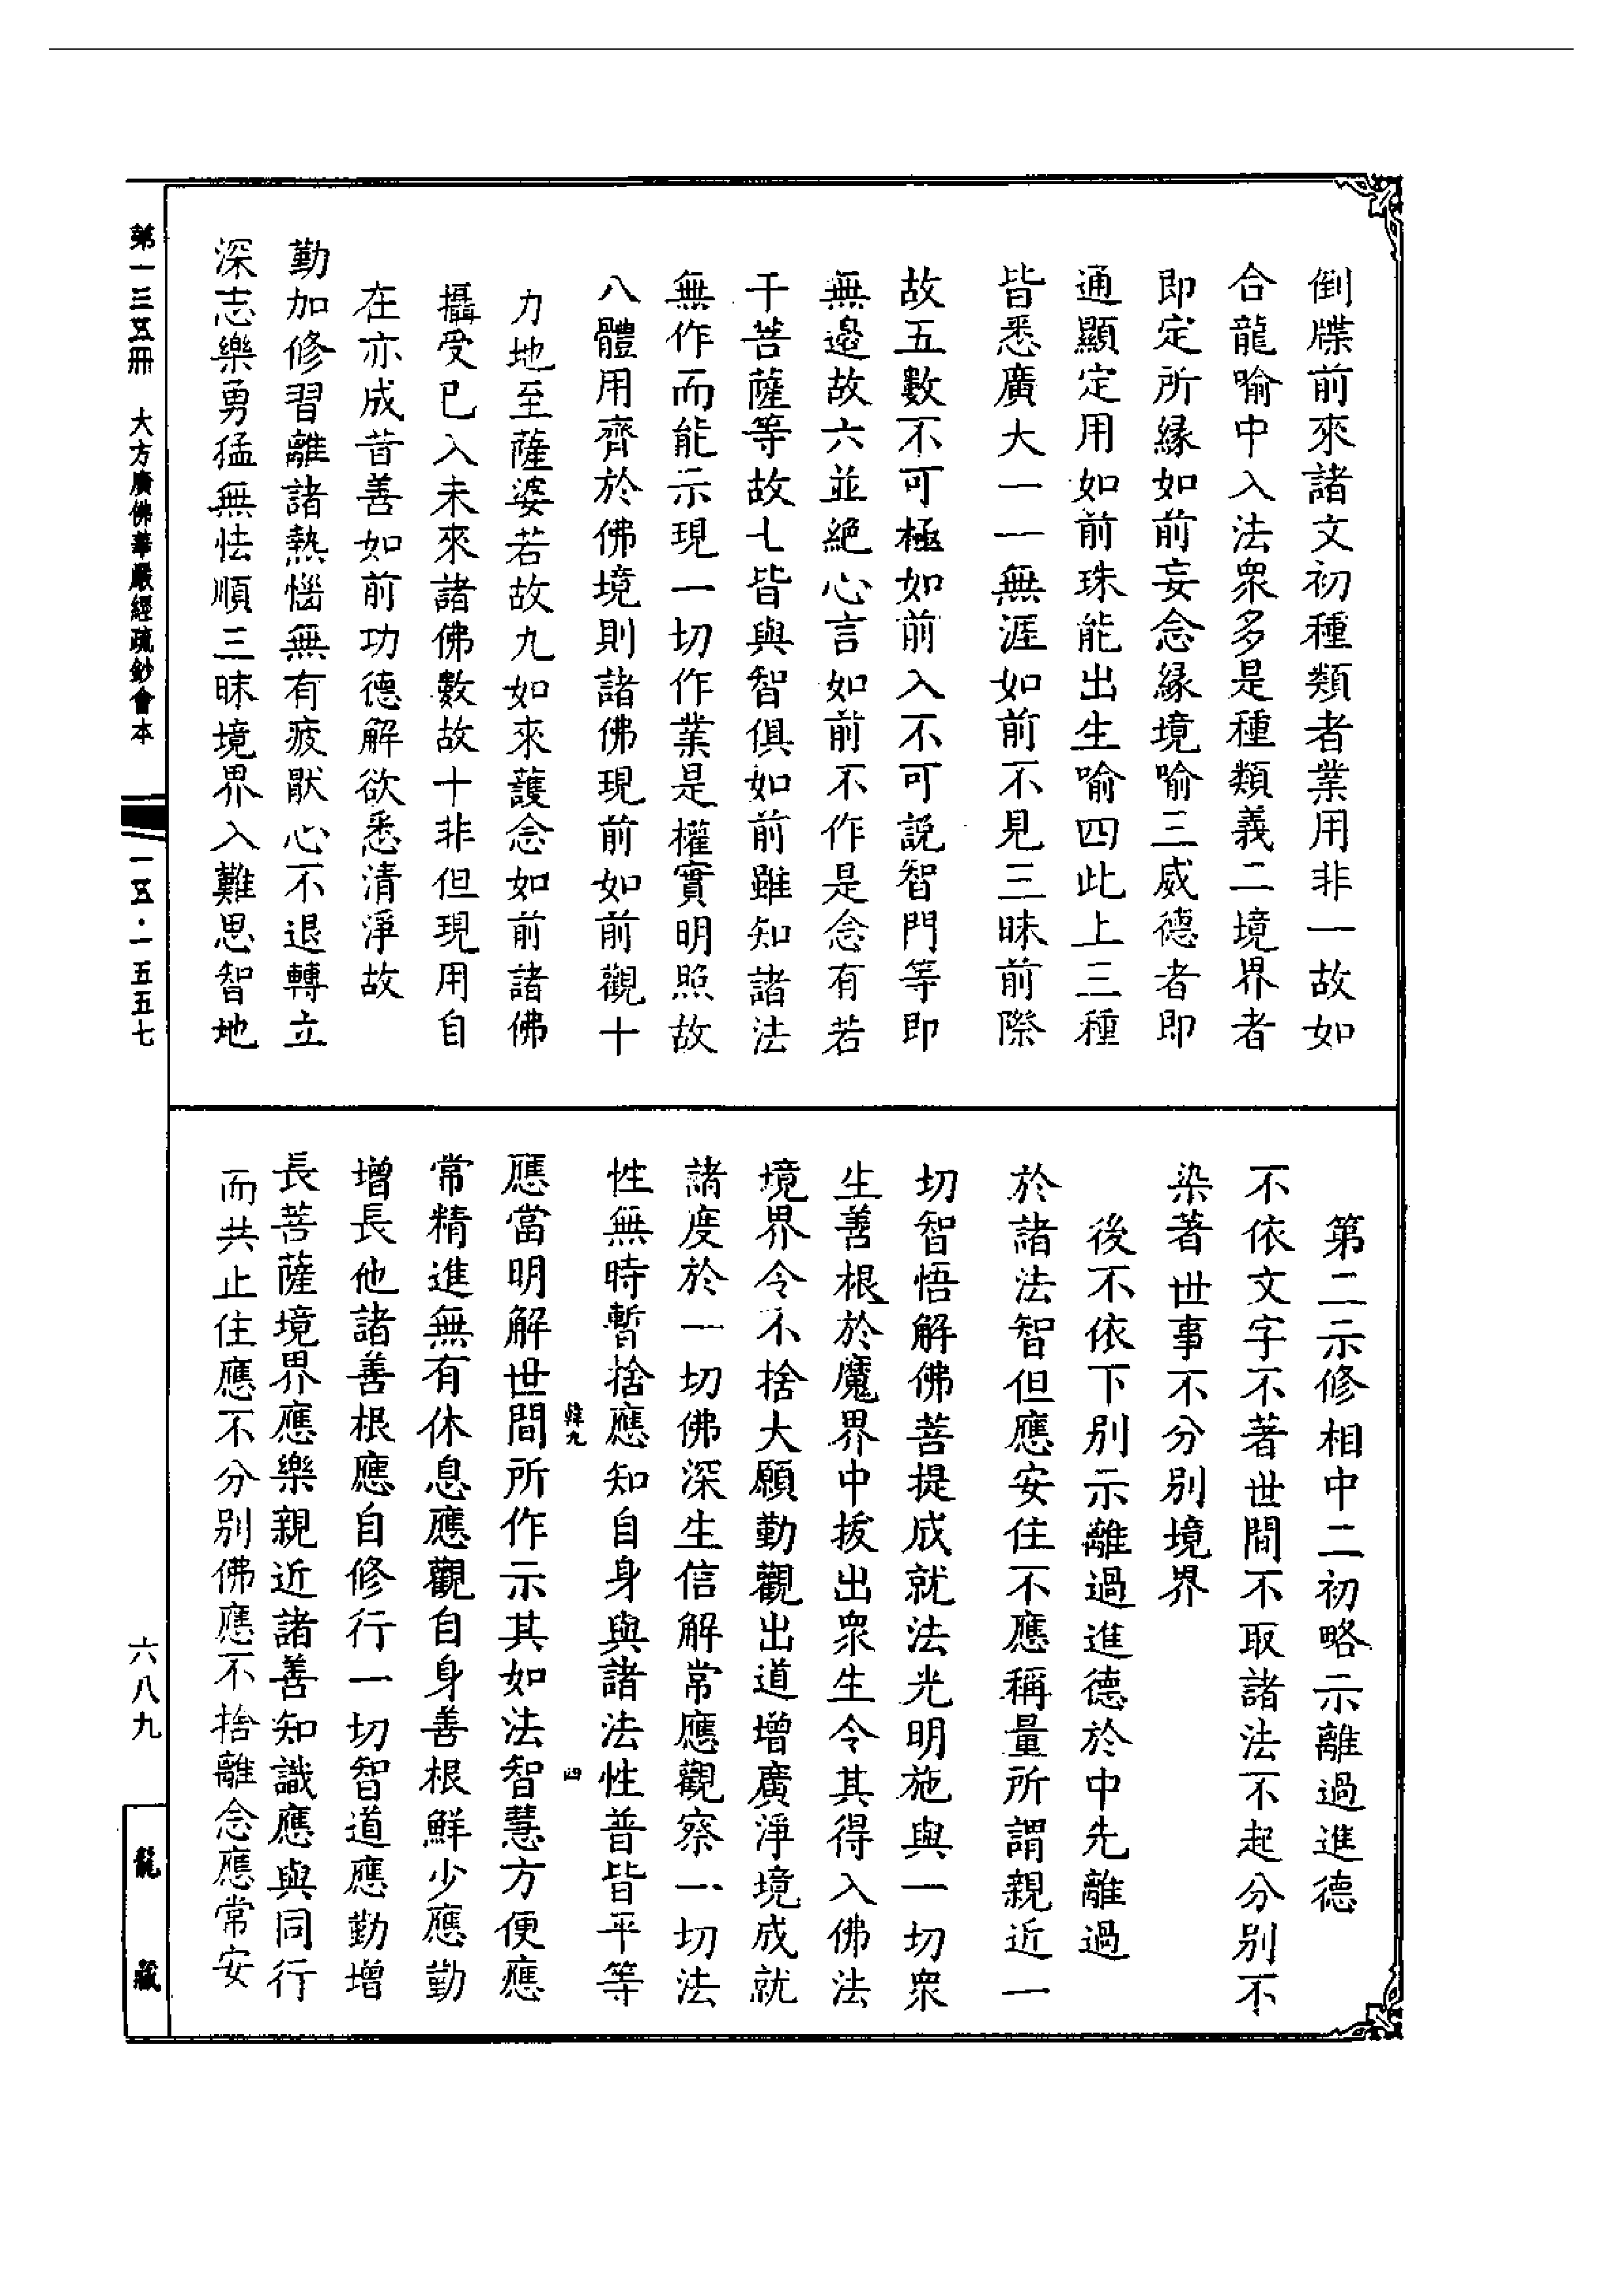 倒牒前來諸文初種類者業用非一故如
合龍喻中入法衆多是種類義二境界者
即定所緣如前妄念緣境喻三威德者即
通顯定用如前珠能出生喻四此上三種
皆悉廣大一一無涯如前不見三昧前際
故五數不可極如前入不可説智門等即
無邉故六並絕心言如前不作是念有若
干菩薩等故七皆與智俱如前雖知諸法
無作而能示現一切作業是權實明照故
八體用齊於佛境則諸佛現前如前觀十
力地至薩婆若故九如來護念如前諸佛
攝受已入未來諸佛數故十非但現用自
在亦成昔善如前功德解欲悉清淨故
勤加修習離諸熱惱無有疲厭心不退轉立
深志樂勇猛無怯順三昧境界入難思智地
第二示修相中二初略示離過進德
不依文字不著世間不取諸法不起分別不
染著世事不分別境界
後不依下別示離過進德於中先離過
於諸法智但應安住不應稱量所謂親近一
切智悟解佛菩提成就法光明施與一切衆
生善根於魔界中拔出衆生令其得入佛法
境界令不捨大願勤觀出道增廣淨境成就
諸度於一切佛深生信解常應觀察一切法
性無時暫捨應知自身與諸法性普皆平等
韓九
四
應當明解世間所作示其如法智慧方便應
常精進無有休息應觀自身善根鮮少應勤
增長他諸善根應自修行一切智道應勤增
長菩薩境界應樂親近諸善知識應與同行
而共止住應不分別佛應不捨離念應常安
第一三五冊 大方廣佛華嚴經疏鈔會本
一三五·一五五七
六八九
龍藏